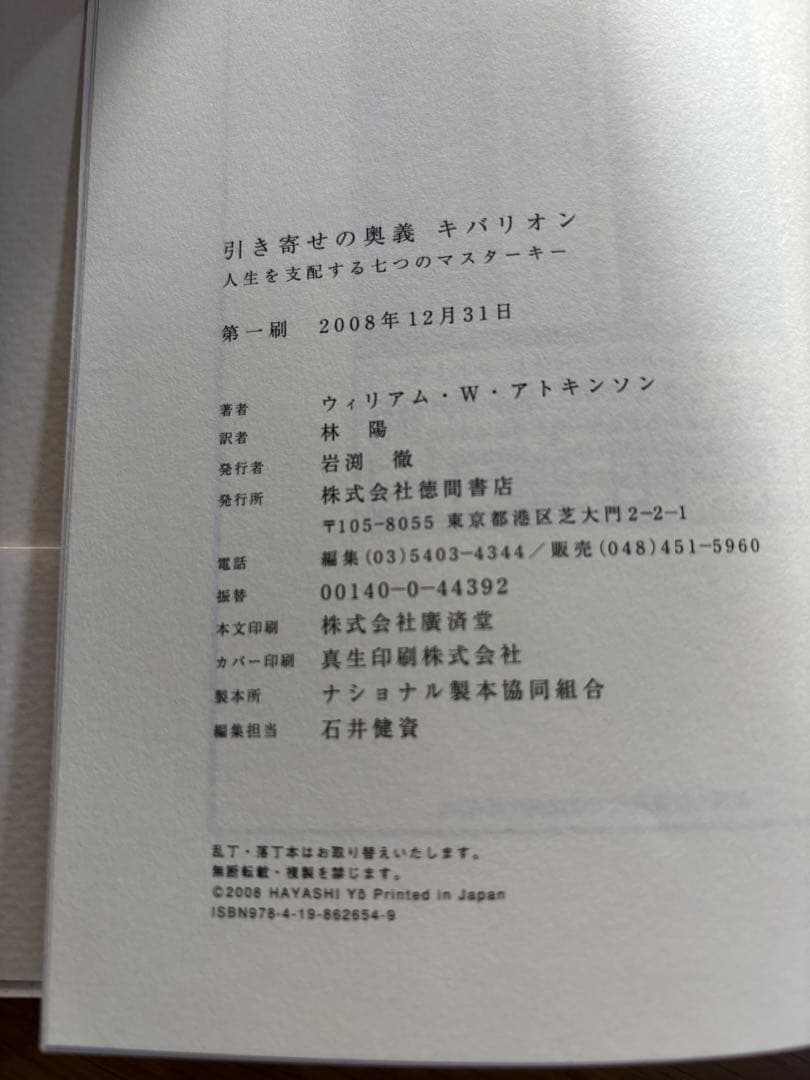 引き寄せの奥義 キバリオン
人生を支配する七つのマスターキー
第一刷 2008年12月31日
著者 ウィリアム・W・アトキンソン
訳者 林 陽
発行者 岩渕 徹
発行所 株式会社徳間書店
〒105-8055 東京都港区芝大門2-2-1
電話 編集(03)5403-4344／販売(048)451-5960
振替 00140-0-44392
本文印刷 株式会社廣済堂
カバー印刷 真生印刷株式会社
製本所 ナショナル製本協同組合
編集担当 石井健資
乱丁・落丁本はお取り替えいたします。
無断転載・複製を禁じます。
©2008 HAYASHI Yō Printed in Japan
ISBN978-4-19-862654-9